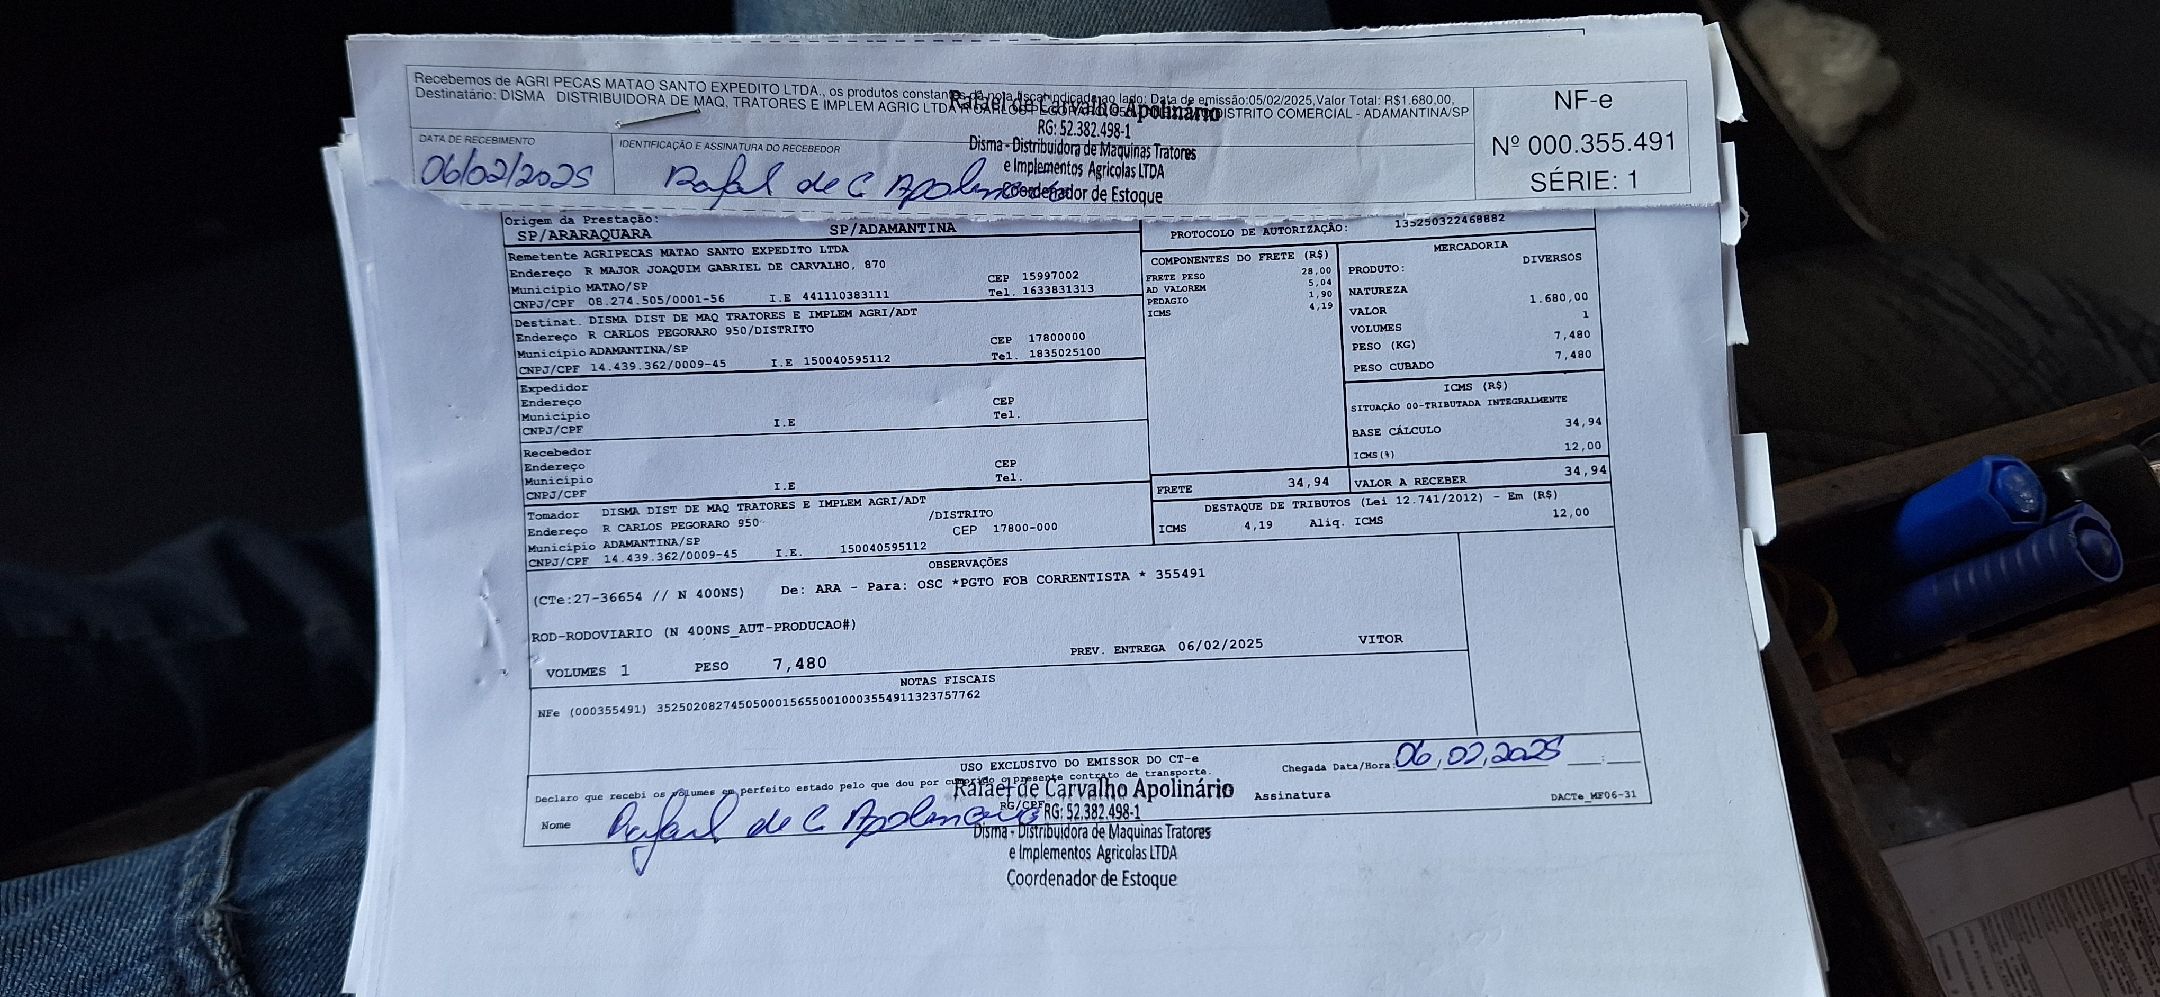 Recebemos de AGRI PECAS MATAO SANTO EXPEDITO LTDA., os produtos constantes da nota fiscal indicada ao lado: Data de emissão:05/02/2025,Valor Total: R$1.680,00,
Destinatário: DISMA DISTRIBUIDORA DE MAQ, TRATORES E IMPLEM AGRIC LTDA R CARLOS PEGORARO, DISTRITO COMERCIAL - ADAMANTINA/SP
NF-e
Nº 000.355.491
SÉRIE: 1
DATA DE RECEBIMENTO
06/02/2025
IDENTIFICAÇÃO E ASSINATURA DO RECEBEDOR
Rafael de C Apolinario
Rafael de Carvalho Apolinário
RG: 52.382.498-1
Disma - Distribuidora de Maquinas Tratores
e Implementos Agricolas LTDA
Coordenador de Estoque
Origem da Prestação:
SP/ARARAQUARA SP/ADAMANTINA
PROTOCOLO DE AUTORIZAÇÃO: 135250322468882
Remetente AGRIPECAS MATAO SANTO EXPEDITO LTDA
Endereço R MAJOR JOAQUIM GABRIEL DE CARVALHO, 870
Municipio MATAO/SP CEP 15997002
CNPJ/CPF 08.274.505/0001-56 I.E 441110383111 Tel. 1633831313
Destinat. DISMA DIST DE MAQ TRATORES E IMPLEM AGRI/ADT
Endereço R CARLOS PEGORARO 950/DISTRITO
Municipio ADAMANTINA/SP CEP 17800000
CNPJ/CPF 14.439.362/0009-45 I.E 150040595112 Tel. 1835025100
Expedidor
Endereço
Municipio CEP
CNPJ/CPF I.E Tel.
Recebedor
Endereço
Municipio CEP
CNPJ/CPF I.E Tel.
Tomador DISMA DIST DE MAQ TRATORES E IMPLEM AGRI/ADT
Endereço R CARLOS PEGORARO 950 /DISTRITO
Municipio ADAMANTINA/SP CEP 17800-000
CNPJ/CPF 14.439.362/0009-45 I.E. 150040595112
COMPONENTES DO FRETE (R$)
FRETE PESO 28,00
AD VALOREM 5,04
PEDAGIO 1,90
ICMS 4,19
FRETE 34,94
MERCADORIA
PRODUTO: DIVERSOS
NATUREZA
VALOR 1.680,00
VOLUMES 1
PESO (KG) 7,480
PESO CUBADO 7,480
ICMS (R$)
SITUAÇÃO 00-TRIBUTADA INTEGRALMENTE
BASE CÁLCULO 34,94
ICMS(%) 12,00
VALOR A RECEBER 34,94
DESTAQUE DE TRIBUTOS (Lei 12.741/2012) - Em (R$)
ICMS 4,19 Aliq. ICMS 12,00
OBSERVAÇÕES
(CTe:27-36654 // N 400NS) De: ARA - Para: OSC *PGTO FOB CORRENTISTA * 355491
ROD-RODOVIARIO (N 400NS_AUT-PRODUCAO#)
VOLUMES 1 PESO 7,480 PREV. ENTREGA 06/02/2025 VITOR
NOTAS FISCAIS
NFe (000355491) 35250208274505000156550010003554911323757762
USO EXCLUSIVO DO EMISSOR DO CT-e
Declaro que recebi os volumes em perfeito estado pelo que dou por cumprido o presente contrato de transporte.
Chegada Data/Hora: 06,02,2025 :
Nome Rafael de C Apolinario
RG/CPF
Assinatura
DACTe_MF06-31
Rafael de Carvalho Apolinário
RG: 52.382.498-1
Disma - Distribuidora de Maquinas Tratores
e Implementos Agricolas LTDA
Coordenador de Estoque